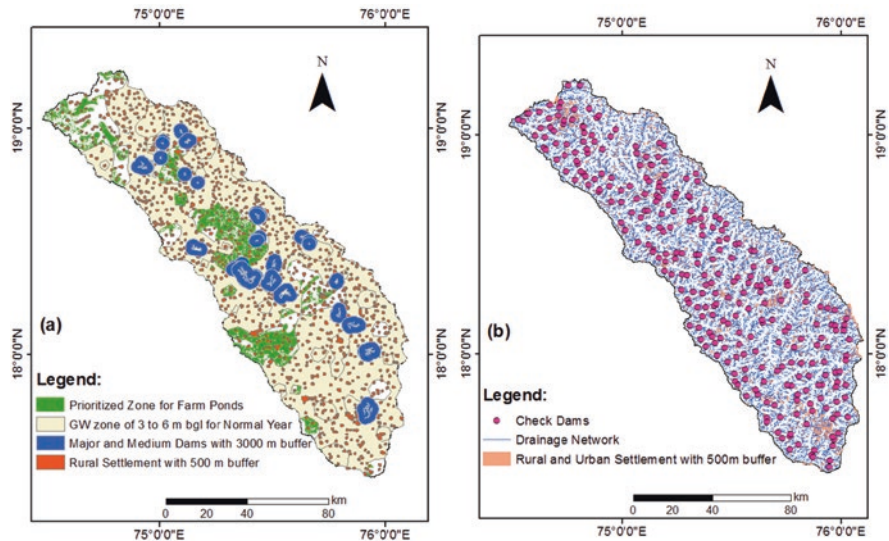 75°0'0"E 76°0'0"E
N
19°0'0"N
19°0'0"N
18°0'0"N
18°0'0"N
(a)
Legend:
Prioritized Zone for Farm Ponds
GW zone of 3 to 6 m bgl for Normal Year
Major and Medium Dams with 3000 m buffer
Rural Settlement with 500 m buffer
km
0 20 40 80
75°0'0"E 76°0'0"E
75°0'0"E 76°0'0"E
N
19°0'0"N
19°0'0"N
18°0'0"N
18°0'0"N
(b)
Legend:
Check Dams
Drainage Network
Rural and Urban Settlement with 500m buffer
km
0 20 40 80
75°0'0"E 76°0'0"E